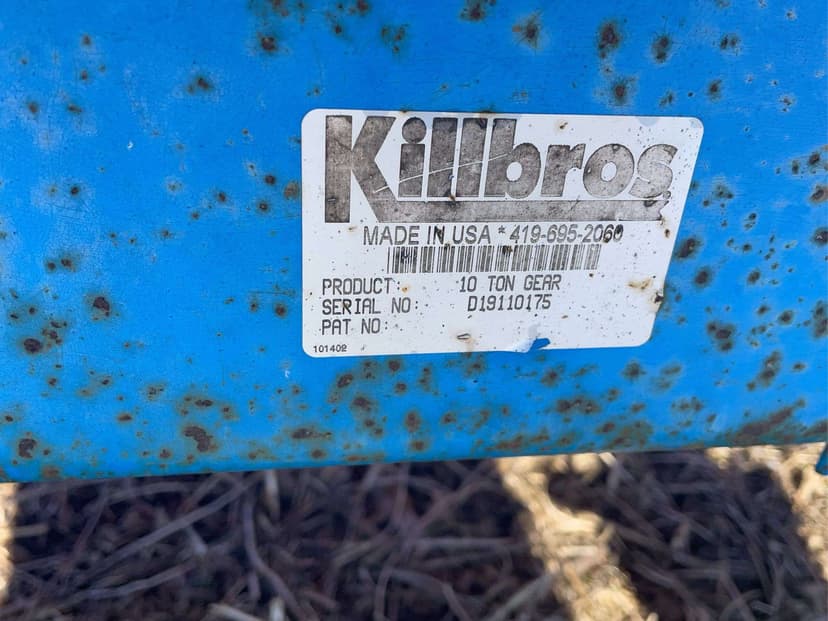 Killbros
MADE IN USA * 419-695-2060
PRODUCT: 10 TON GEAR
SERIAL NO: D19110175
PAT NO:
101402